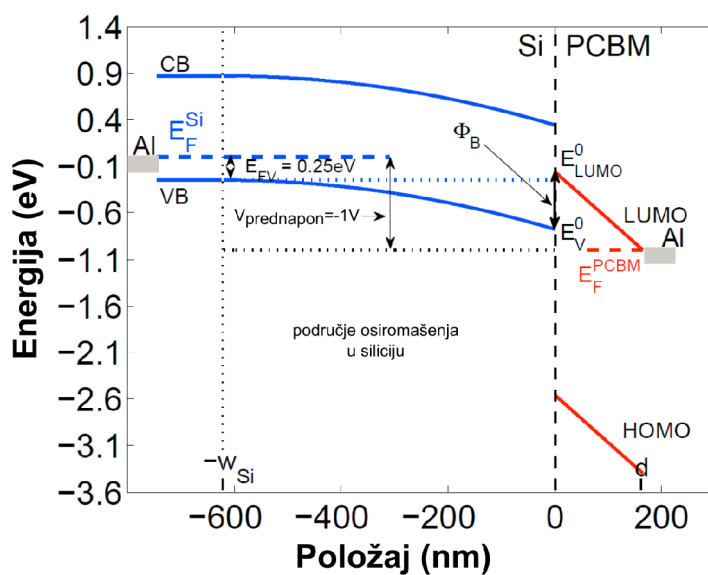 Energija (eV)
1.4
0.9
0.4
−0.1
−0.6
−1.1
−1.6
−2.1
−2.6
−3.1
−3.6
Si
PCBM
CB
Al
E_F^Si
E_FV = 0.25eV
VB
V_prednapon=-1V
Φ_B
E^0_LUMO
LUMO
Al
E^0_V
E_F^PCBM
područje osiromašenja
u siliciju
HOMO
−w_Si
d
−600
−400
−200
0
200
Položaj (nm)